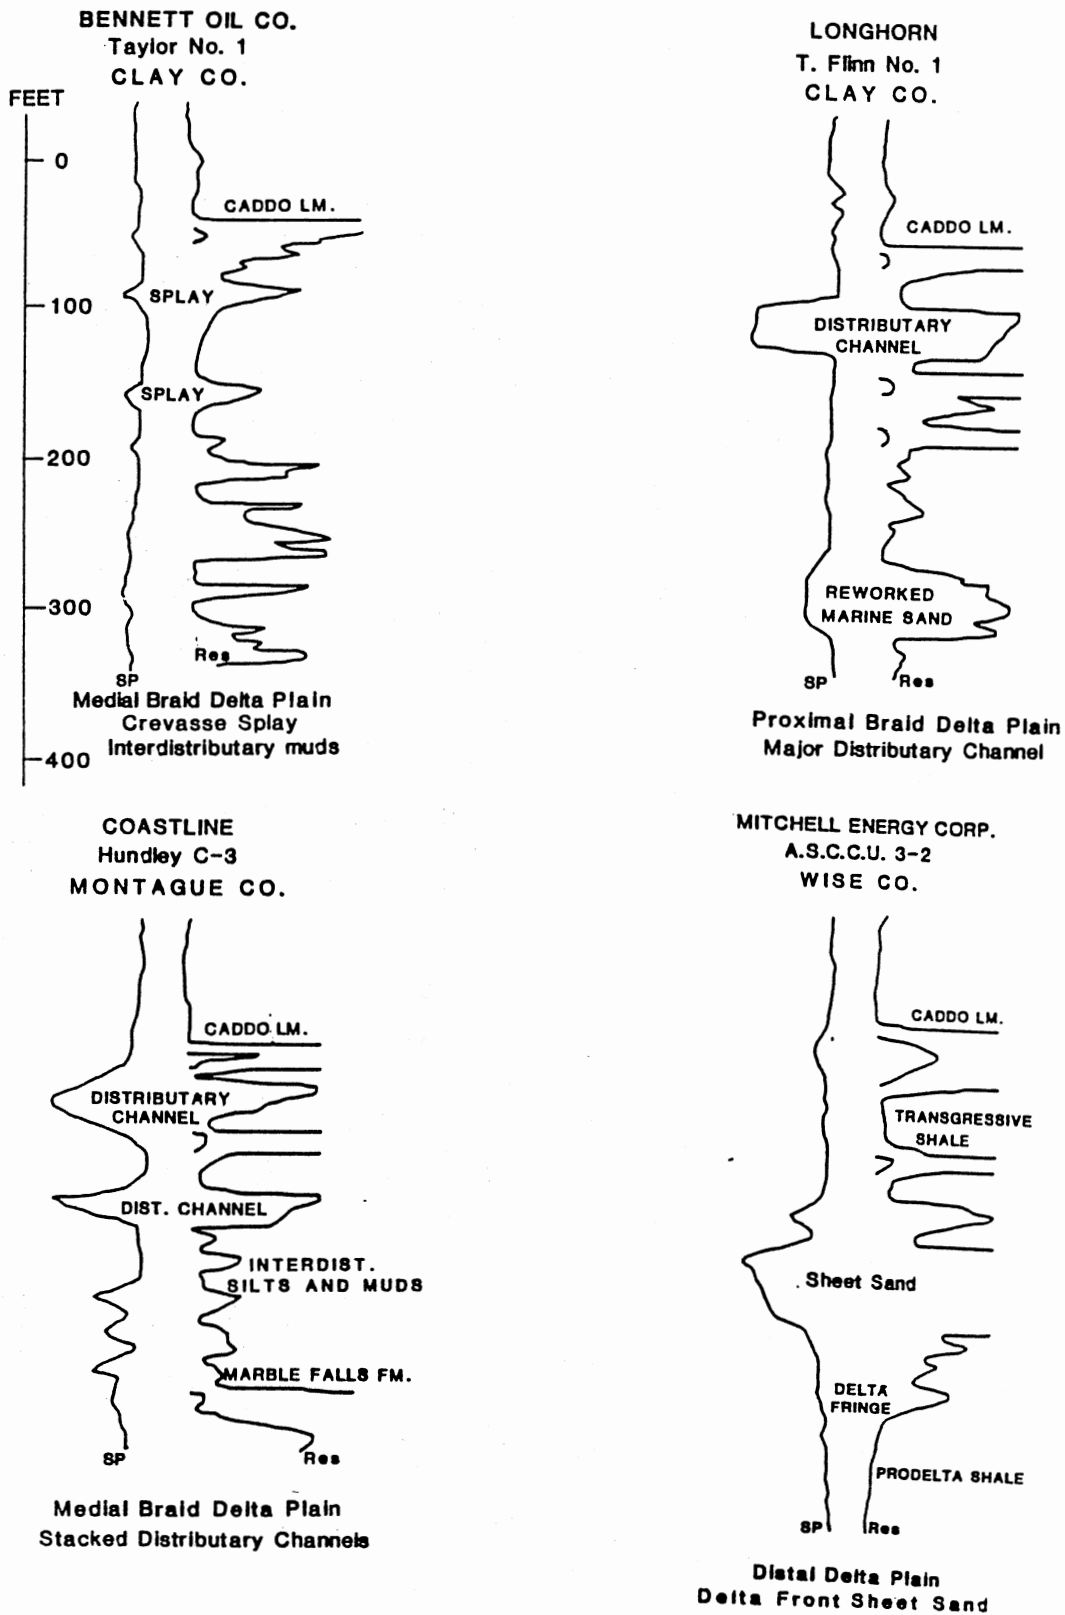 BENNETT OIL CO.
Taylor No. 1
CLAY CO.
FEET
0
100
200
300
400
CADDO LM.
SPLAY
SPLAY
Res
SP
Medial Braid Delta Plain
Crevasse Splay
Interdistributary muds
LONGHORN
T. Flinn No. 1
CLAY CO.
CADDO LM.
DISTRIBUTARY
CHANNEL
REWORKED
MARINE SAND
SP
Res
Proximal Braid Delta Plain
Major Distributary Channel
COASTLINE
Hundley C-3
MONTAGUE CO.
CADDO LM.
DISTRIBUTARY
CHANNEL
DIST. CHANNEL
INTERDIST.
SILTS AND MUDS
MARBLE FALLS FM.
SP
Res
Medial Braid Delta Plain
Stacked Distributary Channels
MITCHELL ENERGY CORP.
A.S.C.C.U. 3-2
WISE CO.
CADDO LM.
TRANSGRESSIVE
SHALE
Sheet Sand
DELTA
FRINGE
PRODELTA SHALE
SP
Res
Distal Delta Plain
Delta Front Sheet Sand